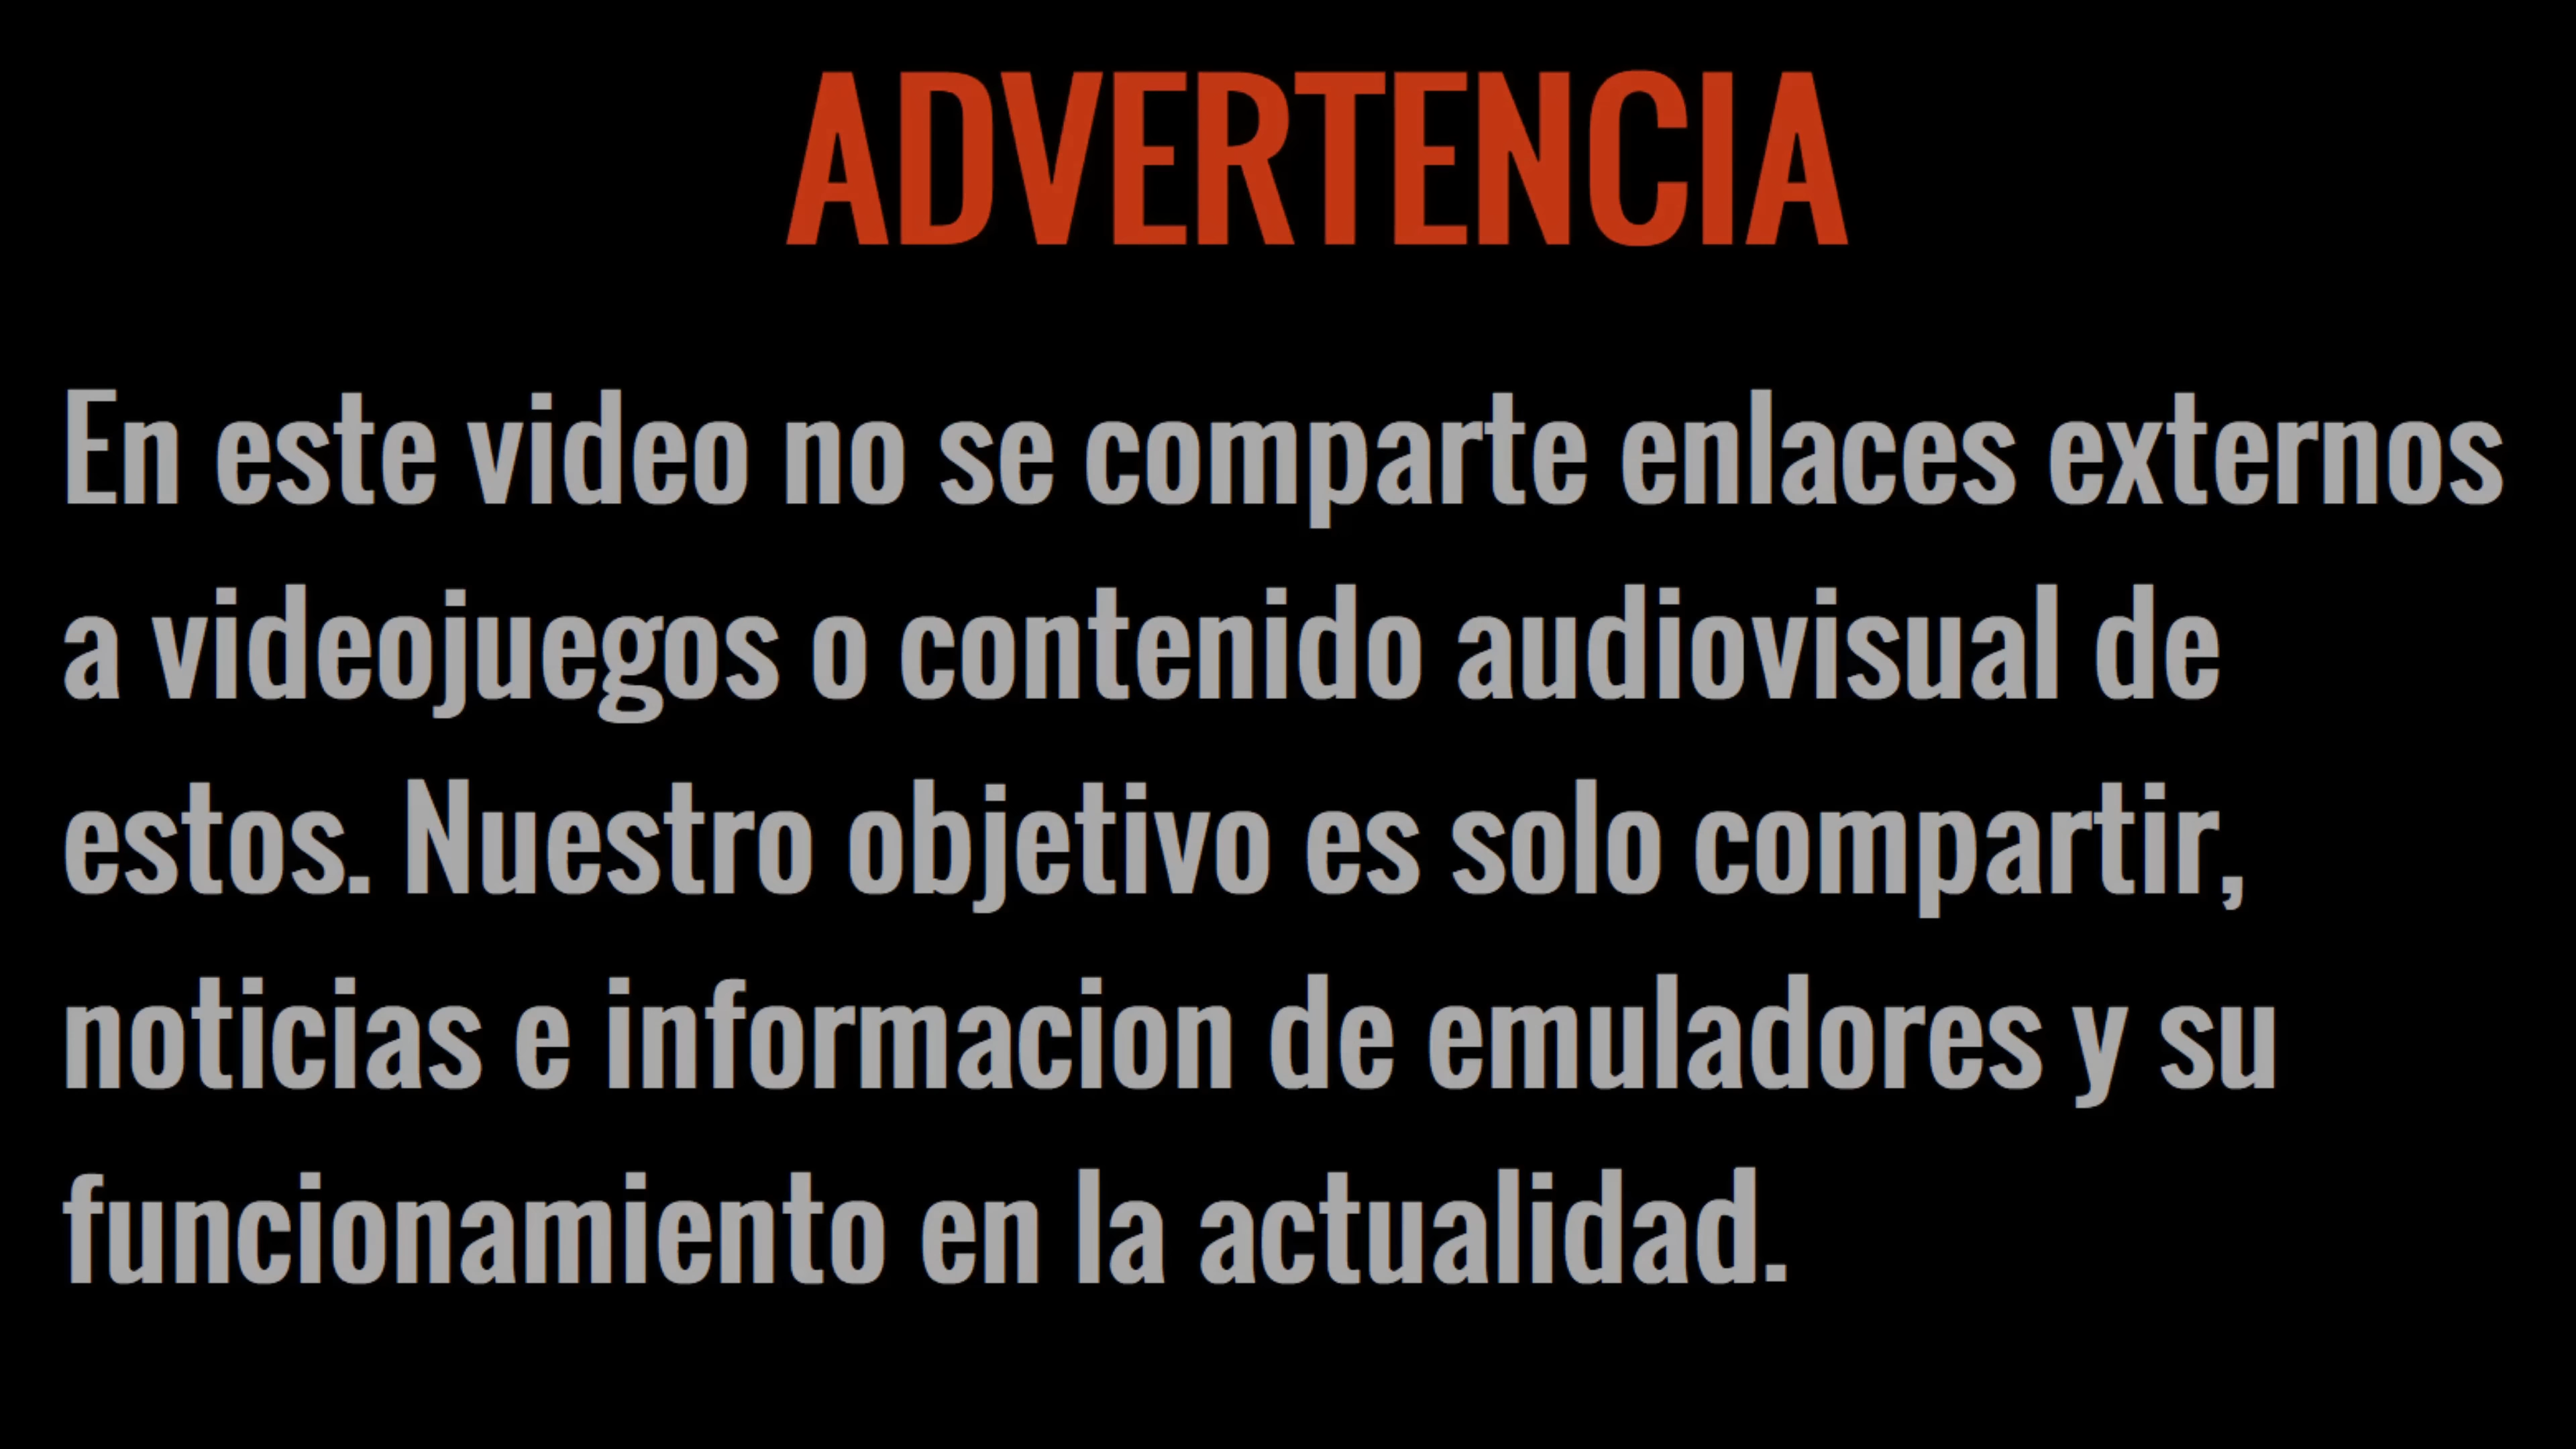 ADVERTENCIA
En este video no se comparte enlaces externos
a videojuegos o contenido audiovisual de
estos. Nuestro objetivo es solo compartir,
noticias e informacion de emuladores y su
funcionamiento en la actualidad.